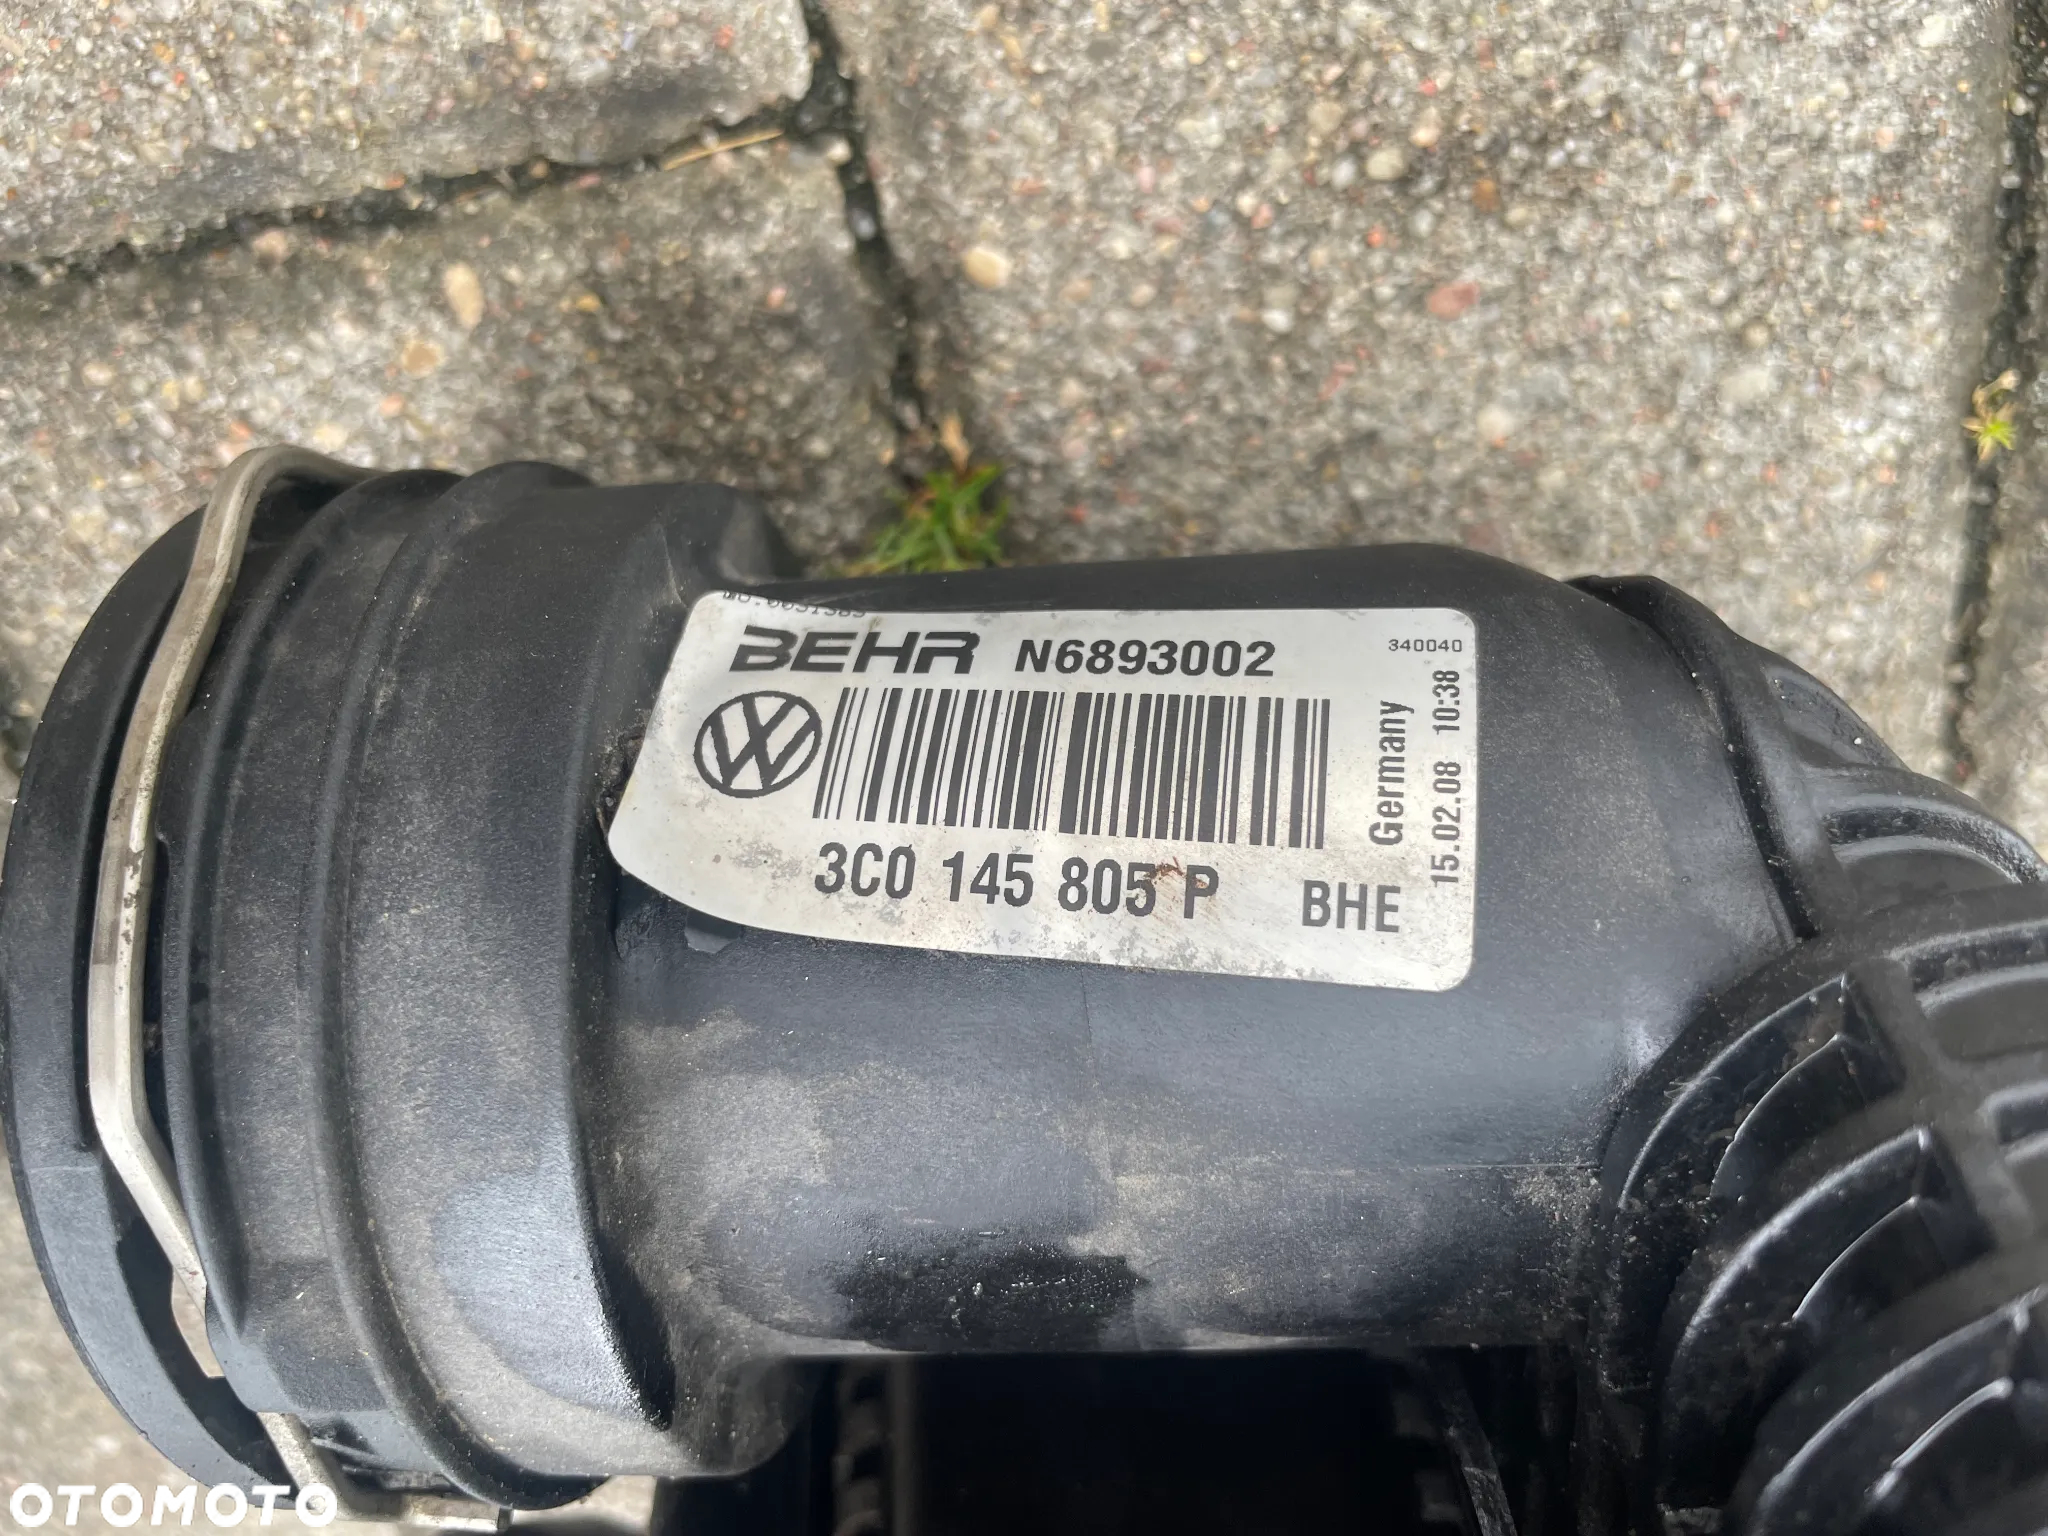 BEHR N6893002 340040
3C0 145 805 P BHE
Germany
15.02.08 10:38
OTOMOTO